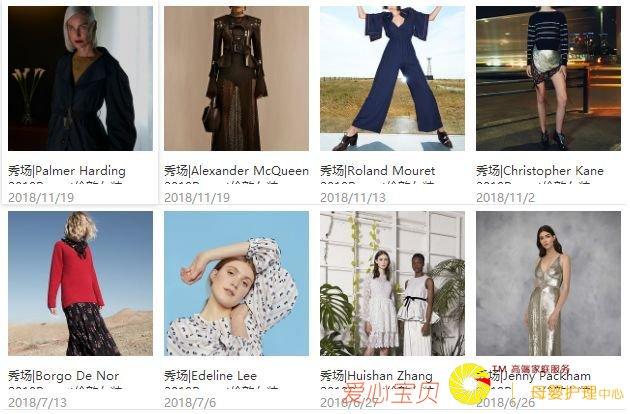 秀场|Palmer Harding
2018/11/19
秀场|Alexander McQueen
2018/11/19
秀场|Roland Mouret
2018/11/13
秀场|Christopher Kane
2018/11/2
秀场|Borgo De Nor
2018/7/13
秀场|Edeline Lee
2018/7/6
秀场|Huishan Zhang
2018/6/27
秀场|Jenny Packham
2018/6/26
爱心宝贝
TM 高端家庭服务
母婴护理中心